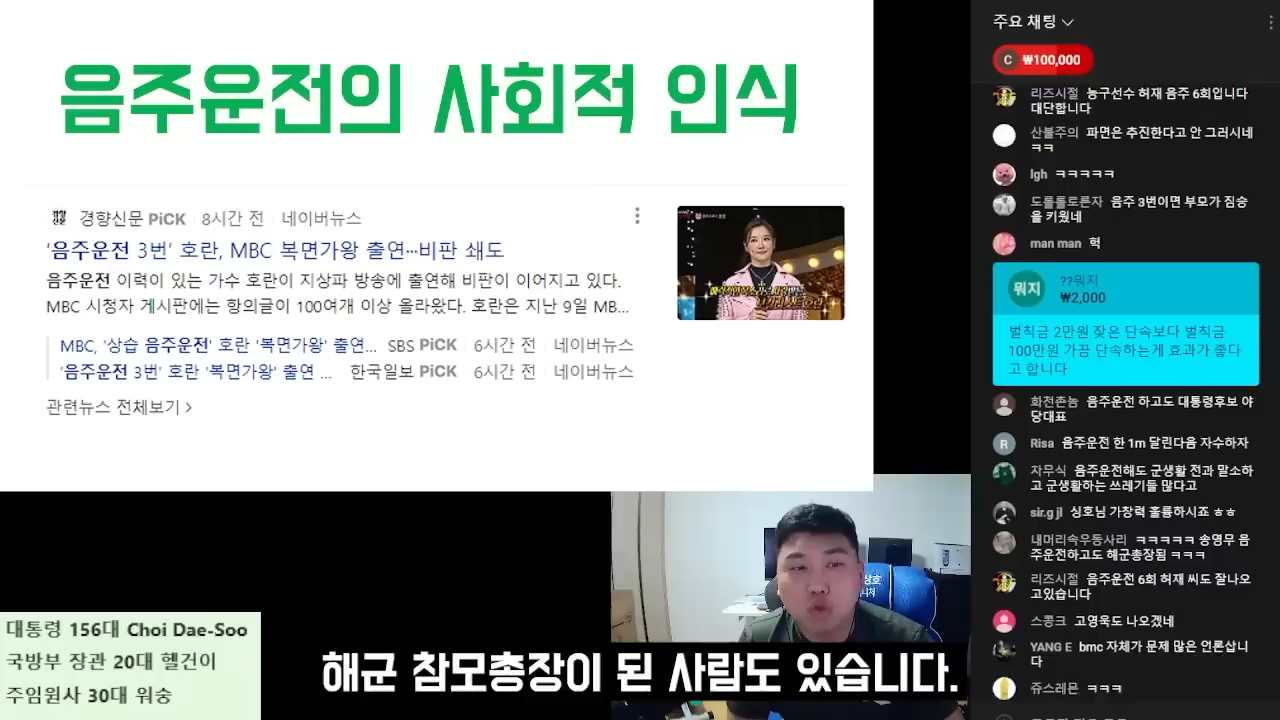 음주운전의 사회적 인식
경향신문 PiCK 8시간 전 네이버뉴스
‘음주운전 3번’ 호란, MBC 복면가왕 출연…비판 쇄도
음주운전 이력이 있는 가수 호란이 지상파 방송에 출연해 비판이 이어지고 있다.
MBC 시청자 게시판에는 항의글이 100여개 이상 올라왔다. 호란은 지난 9일 MB...
MBC, '상습 음주운전' 호란 '복면가왕' 출연... SBS PiCK 6시간 전 네이버뉴스
'음주운전 3번' 호란 '복면가왕' 출연 ... 한국일보 PiCK 6시간 전 네이버뉴스
관련뉴스 전체보기 >
대통령 156대 Choi Dae-Soo
국방부 장관 20대 헬건이
주임원사 30대 워숭
해군 참모총장이 된 사람도 있습니다.
주요 채팅
C ₩100,000
리즈시절 농구선수 허재 음주 6회입니다
대단합니다
산불주의 파면은 추진한다고 안 그러시네
ㅋㅋ
lgh ㅋㅋㅋㅋㅋ
도롤롤로론자 음주 3번이면 부모가 짐승
을 키웠네
man man 헉
뭐지 ??뭐지
₩2,000
벌칙금 2만원 잦은 단속보다 벌칙금
100만원 가끔 단속하는게 효과가 좋다
고 합니다
화천촌놈 음주운전 하고도 대통령후보 야
당대표
R Risa 음주운전 한 1m 달린다음 자수하자
차무식 음주운전해도 군생활 전과 말소하
고 군생활하는 쓰레기들 많다고
sir.g jl 싱호님 가창력 훌륭하시죠 ㅎㅎ
내머리속우동사리 ㅋㅋㅋㅋㅋ 송영무 음
주운전하고도 해군총장됨 ㅋㅋㅋ
리즈시절 음주운전 6회 허재 씨도 잘나오
고있습니다
스콩크 고영욱도 나오겠네
YANG E bmc 자체가 문제 많은 언론삽니
다
쥬스레몬 ㅋㅋㅋ